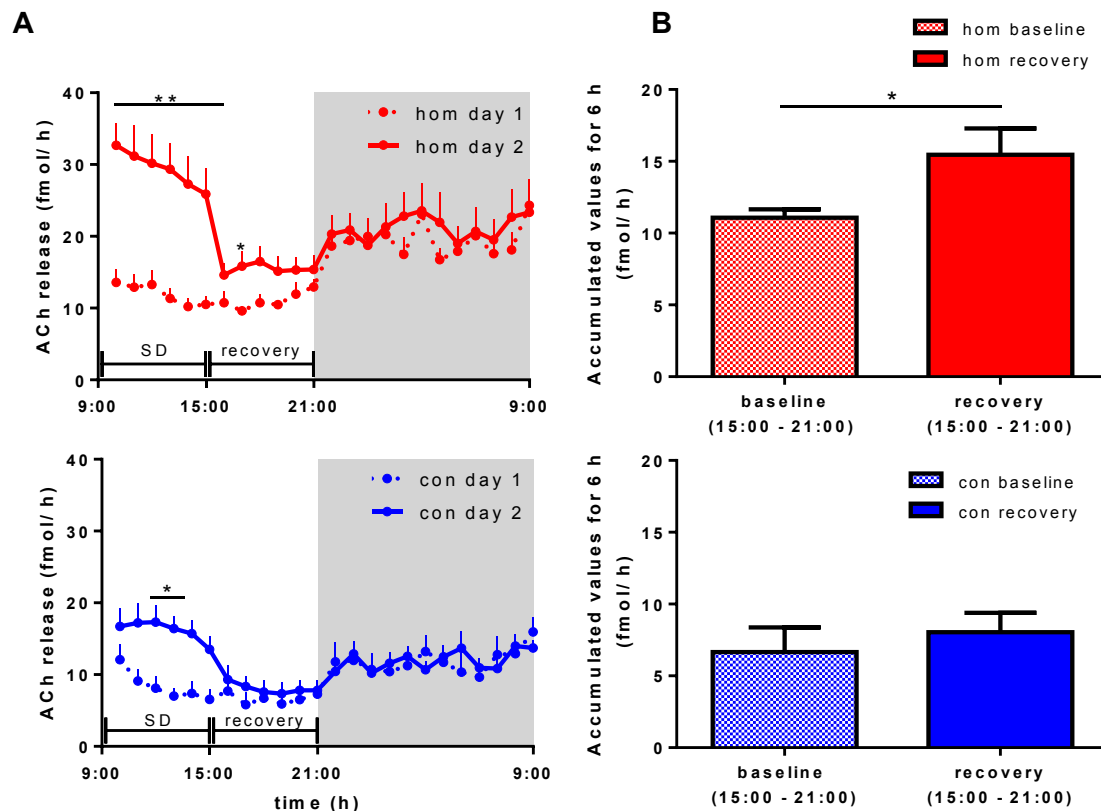 A
ACh release (fmol/ h)
40
30
20
10
0
**
*
hom day 1
hom day 2
SD
recovery
9:00
15:00
21:00
9:00
B
hom baseline
hom recovery
Accumulated values for 6 h
(fmol/ h)
20
15
10
5
0
*
baseline
(15:00 - 21:00)
recovery
(15:00 - 21:00)
ACh release (fmol/ h)
40
30
20
10
0
*
con day 1
con day 2
SD
recovery
9:00
15:00
21:00
9:00
time (h)
Accumulated values for 6 h
(fmol/ h)
20
15
10
5
0
con baseline
con recovery
baseline
(15:00 - 21:00)
recovery
(15:00 - 21:00)